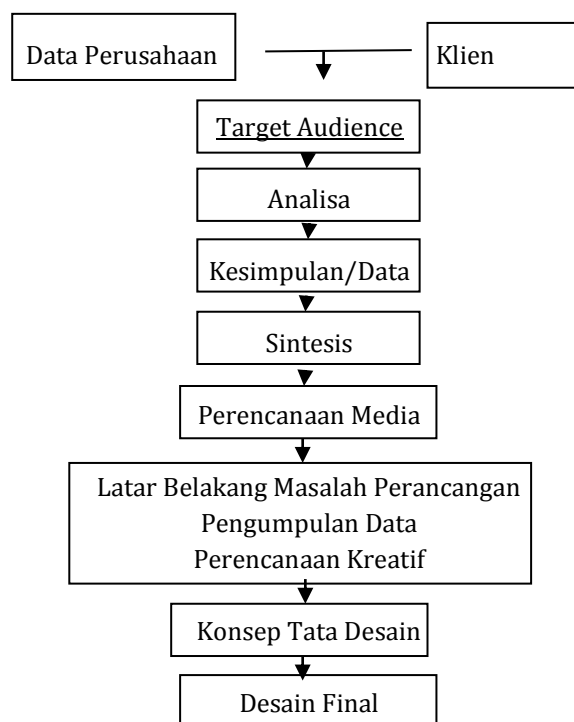 Data Perusahaan
Klien
Target Audience
Analisa
Kesimpulan/Data
Sintesis
Perencanaan Media
Latar Belakang Masalah Perancangan
Pengumpulan Data
Perencanaan Kreatif
Konsep Tata Desain
Desain Final